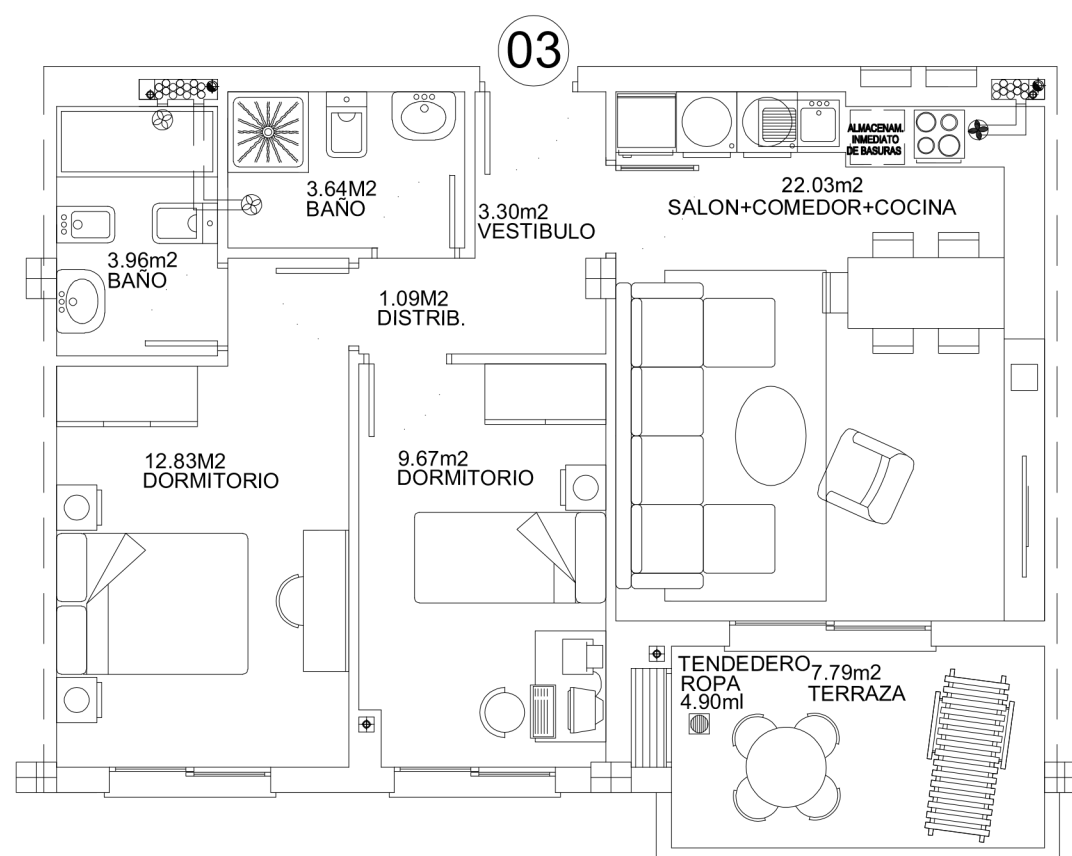 03
ALMACENAM.
INMEDIATO
DE BASURAS
22.03m2
SALON+COMEDOR+COCINA
3.64M2
BAÑO
3.30m2
VESTIBULO
3.96m2
BAÑO
1.09M2
DISTRIB.
12.83M2
DORMITORIO
9.67m2
DORMITORIO
TENDEDERO
ROPA
4.90ml
7.79m2
TERRAZA